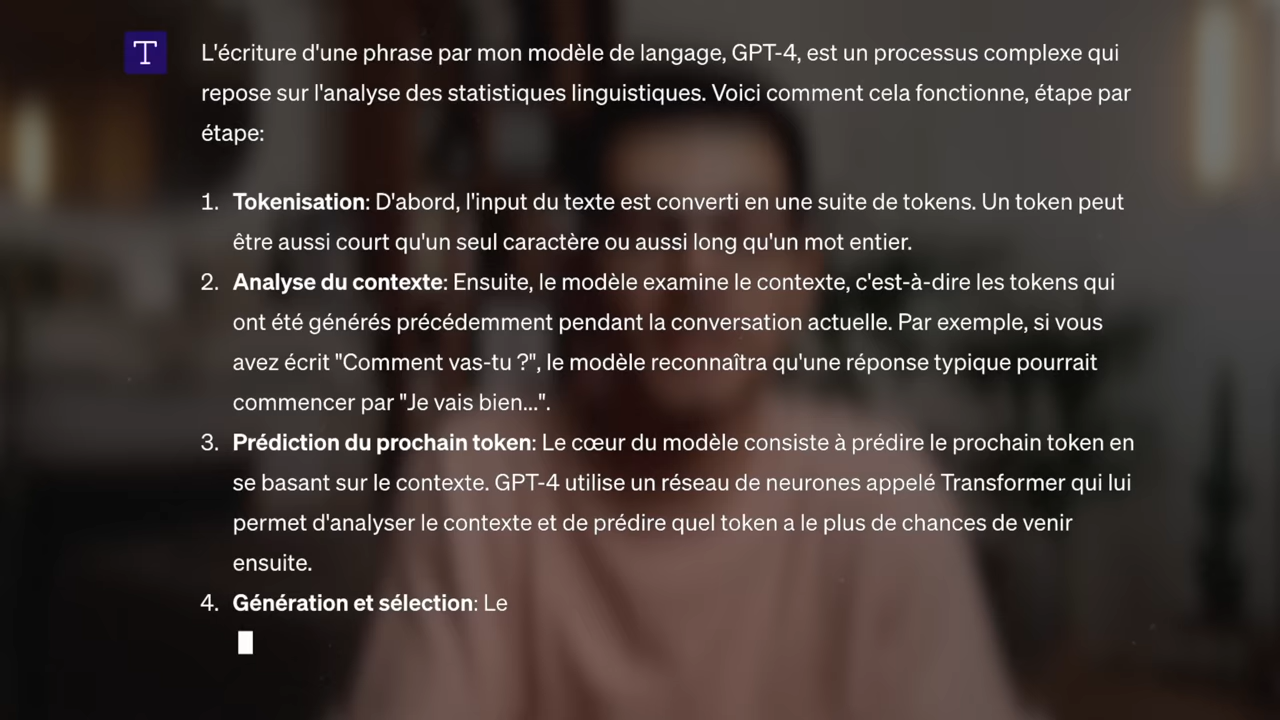 T
L'écriture d'une phrase par mon modèle de langage, GPT-4, est un processus complexe qui
repose sur l'analyse des statistiques linguistiques. Voici comment cela fonctionne, étape par
étape:
1. Tokenisation: D'abord, l'input du texte est converti en une suite de tokens. Un token peut
être aussi court qu'un seul caractère ou aussi long qu'un mot entier.
2. Analyse du contexte: Ensuite, le modèle examine le contexte, c'est-à-dire les tokens qui
ont été générés précédemment pendant la conversation actuelle. Par exemple, si vous
avez écrit "Comment vas-tu ?", le modèle reconnaîtra qu'une réponse typique pourrait
commencer par "Je vais bien...".
3. Prédiction du prochain token: Le cœur du modèle consiste à prédire le prochain token en
se basant sur le contexte. GPT-4 utilise un réseau de neurones appelé Transformer qui lui
permet d'analyser le contexte et de prédire quel token a le plus de chances de venir
ensuite.
4. Génération et sélection: Le